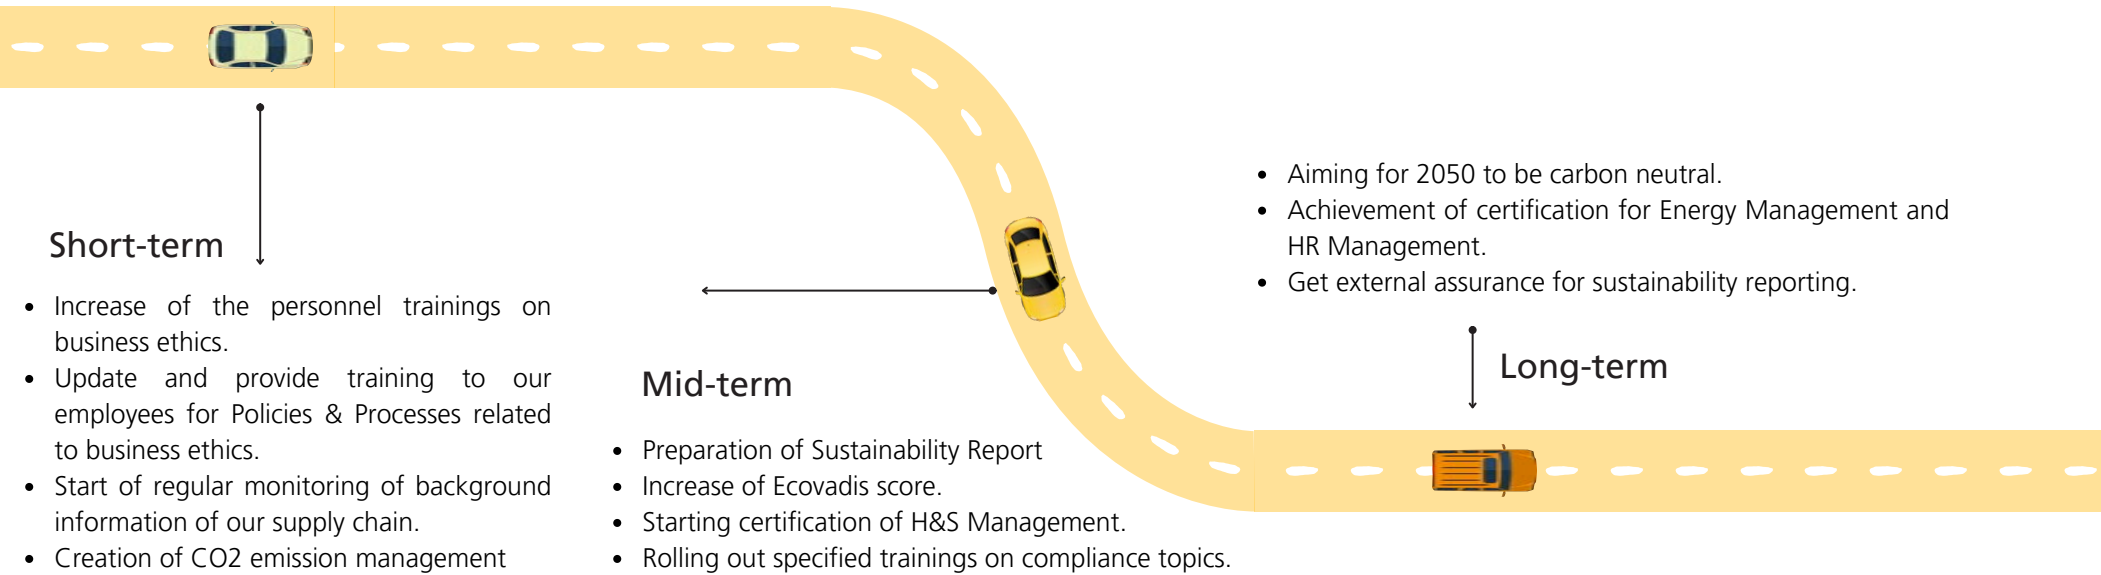 Short-term
• Increase of the personnel trainings on
business ethics.
• Update and provide training to our
employees for Policies & Processes related
to business ethics.
• Start of regular monitoring of background
information of our supply chain.
• Creation of CO2 emission management
Mid-term
• Preparation of Sustainability Report
• Increase of Ecovadis score.
• Starting certification of H&S Management.
• Rolling out specified trainings on compliance topics.
• Aiming for 2050 to be carbon neutral.
• Achievement of certification for Energy Management and
HR Management.
• Get external assurance for sustainability reporting.
Long-term